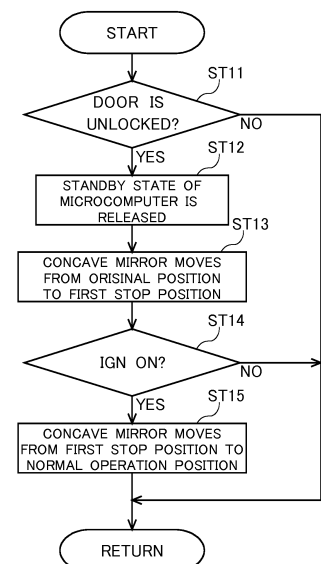 START
ST11
DOOR IS
UNLOCKED?
NO
YES
ST12
STANDBY STATE OF
MICROCOMPUTER IS
RELEASED
ST13
CONCAVE MIRROR MOVES
FROM ORISINAL POSITION
TO FIRST STOP POSITION
ST14
IGN ON?
NO
YES
ST15
CONCAVE MIRROR MOVES
FROM FIRST STOP POSITION TO
NORMAL OPERATION POSITION
RETURN